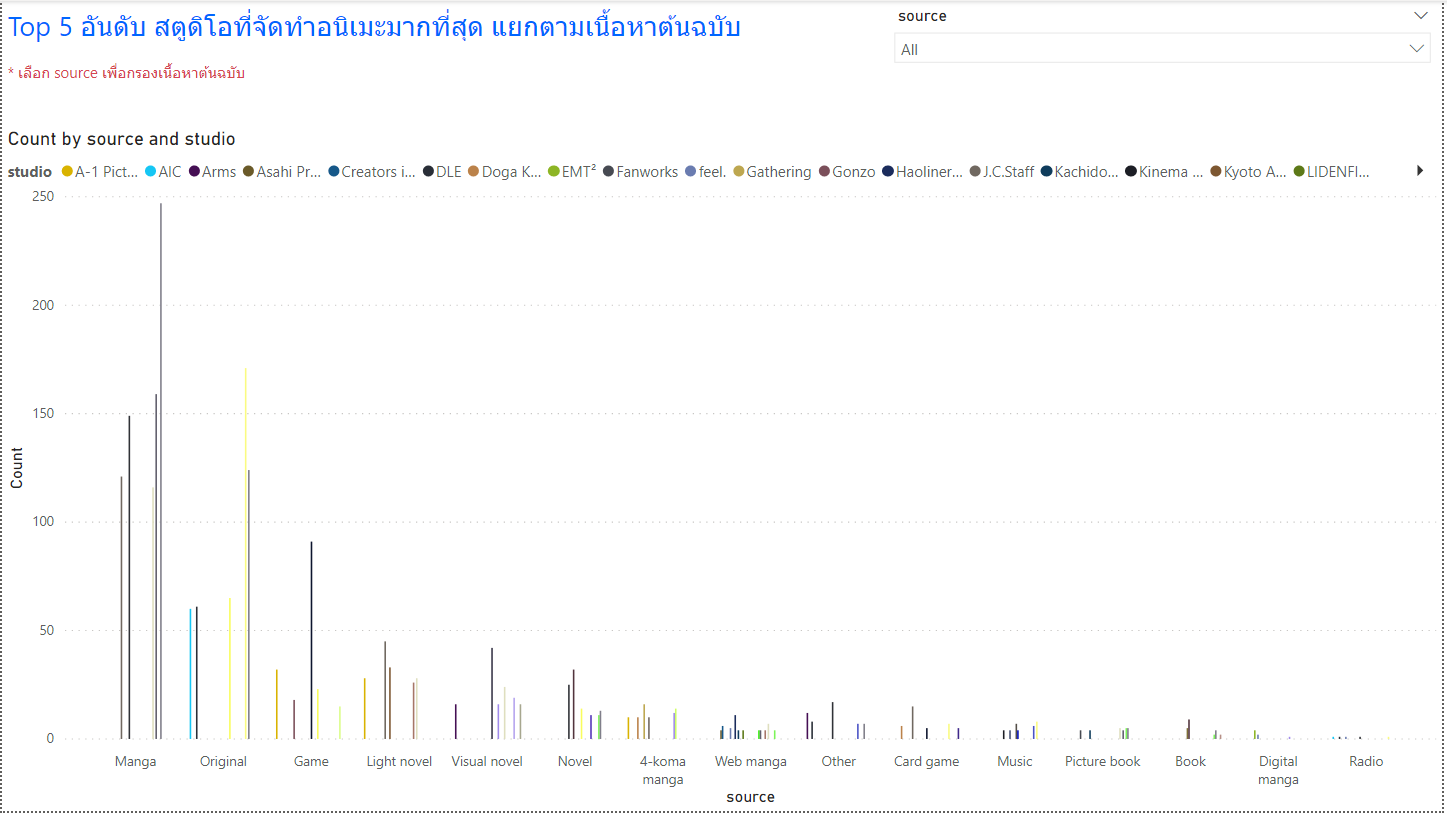 Top 5 อันดับ สตูดิโอที่จัดทำอนิเมะมากที่สุด แยกตามเนื้อหาต้นฉบับ
* เลือก source เพื่อกรองเนื้อหาต้นฉบับ
source
All
Count by source and studio
studio A-1 Pict... AIC Arms Asahi Pr... Creators i... DLE Doga K... EMT² Fanworks feel. Gathering Gonzo Haoliner... J.C.Staff Kachido... Kinema ... Kyoto A... LIDENFI...
250
200
150
100
50
0
Count
Manga Original Game Light novel Visual novel Novel 4-koma manga Web manga Other Card game Music Picture book Book Digital manga Radio
source